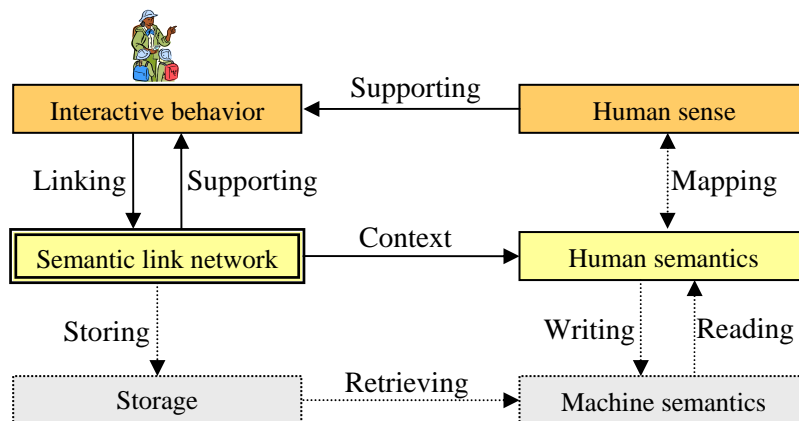 Supporting
Interactive behavior
Human sense
Linking
Supporting
Mapping
Context
Semantic link network
Human semantics
Storing
Writing
Reading
Retrieving
Storage
Machine semantics